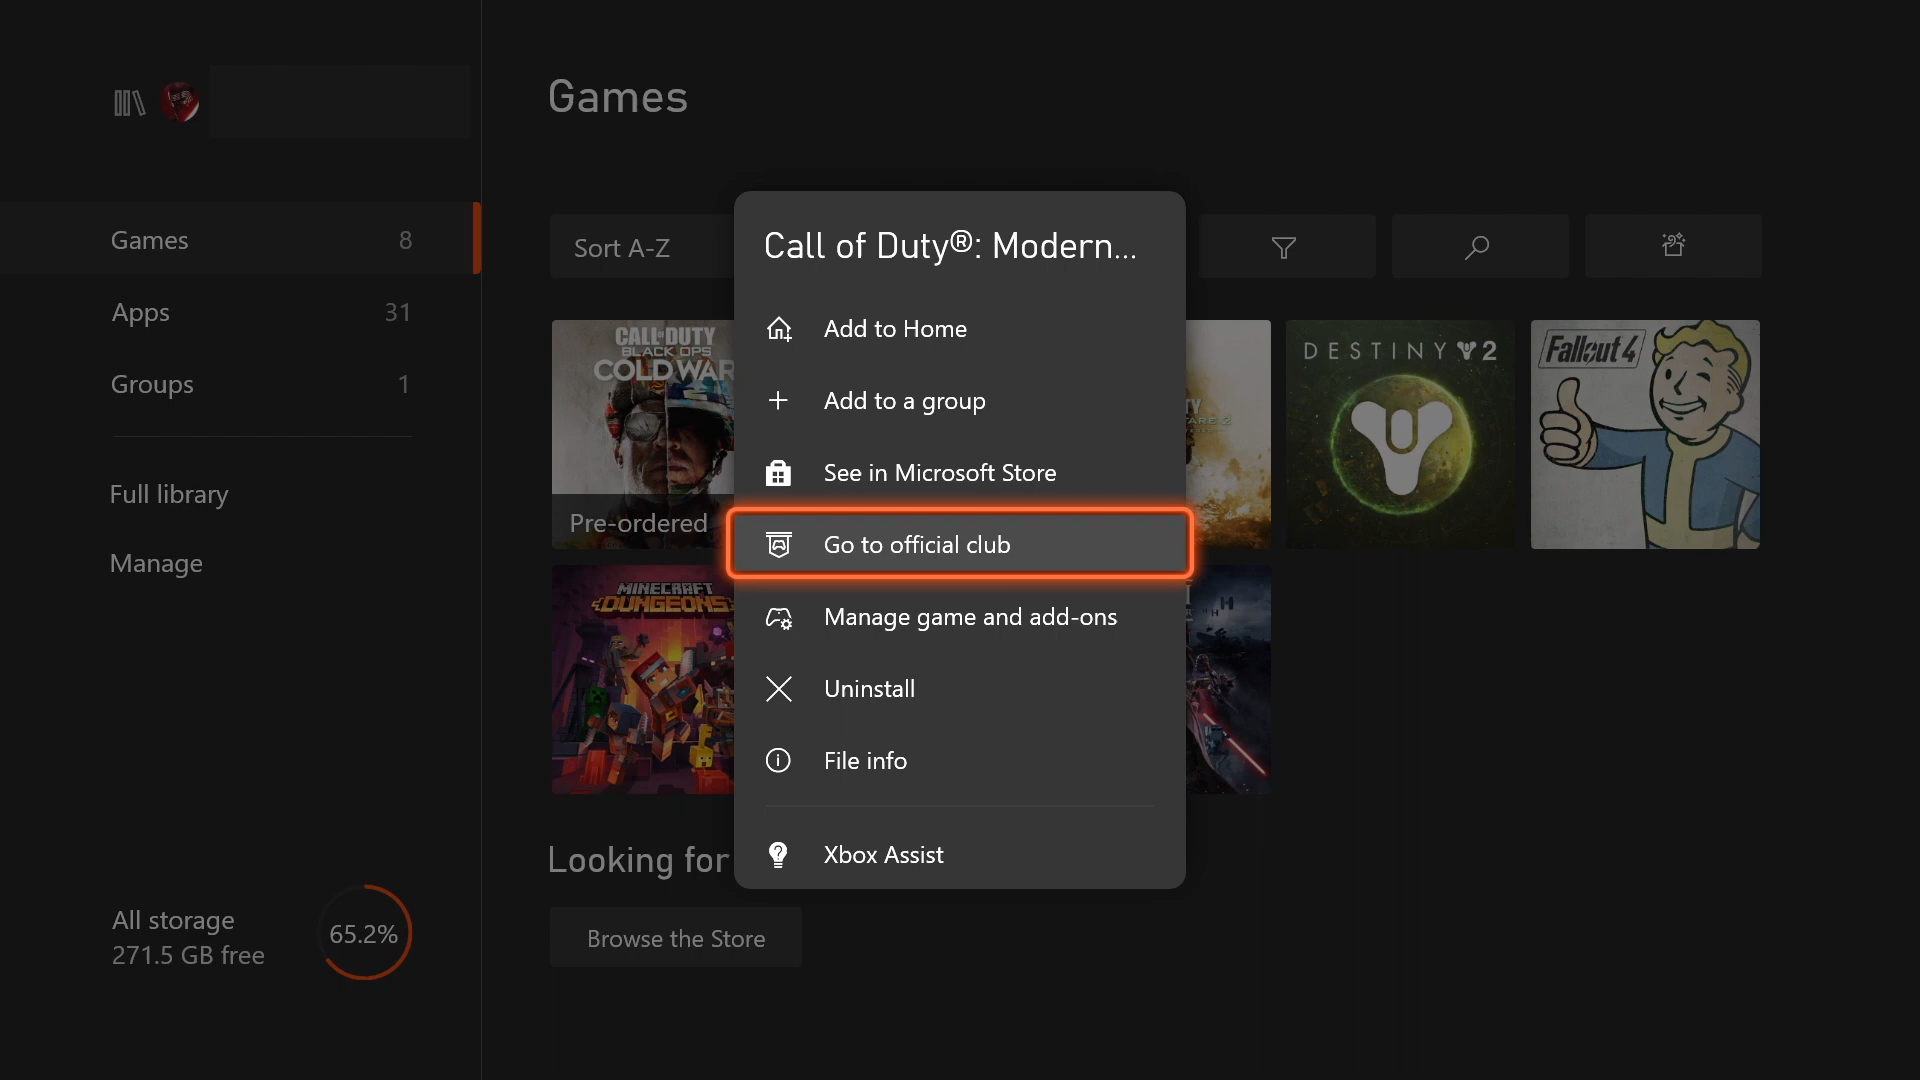 Games 8
Apps 31
Groups 1
Full library
Manage
All storage
271.5 GB free
65.2%
Games
Sort A-Z
CALL OF DUTY
BLACK OPS
COLD WAR
Pre-ordered
DESTINY 2
Fallout 4
MINECRAFT
DUNGEONS
Call of Duty®: Modern...
Add to Home
Add to a group
See in Microsoft Store
Go to official club
Manage game and add-ons
Uninstall
File info
Xbox Assist
Looking for
Browse the Store